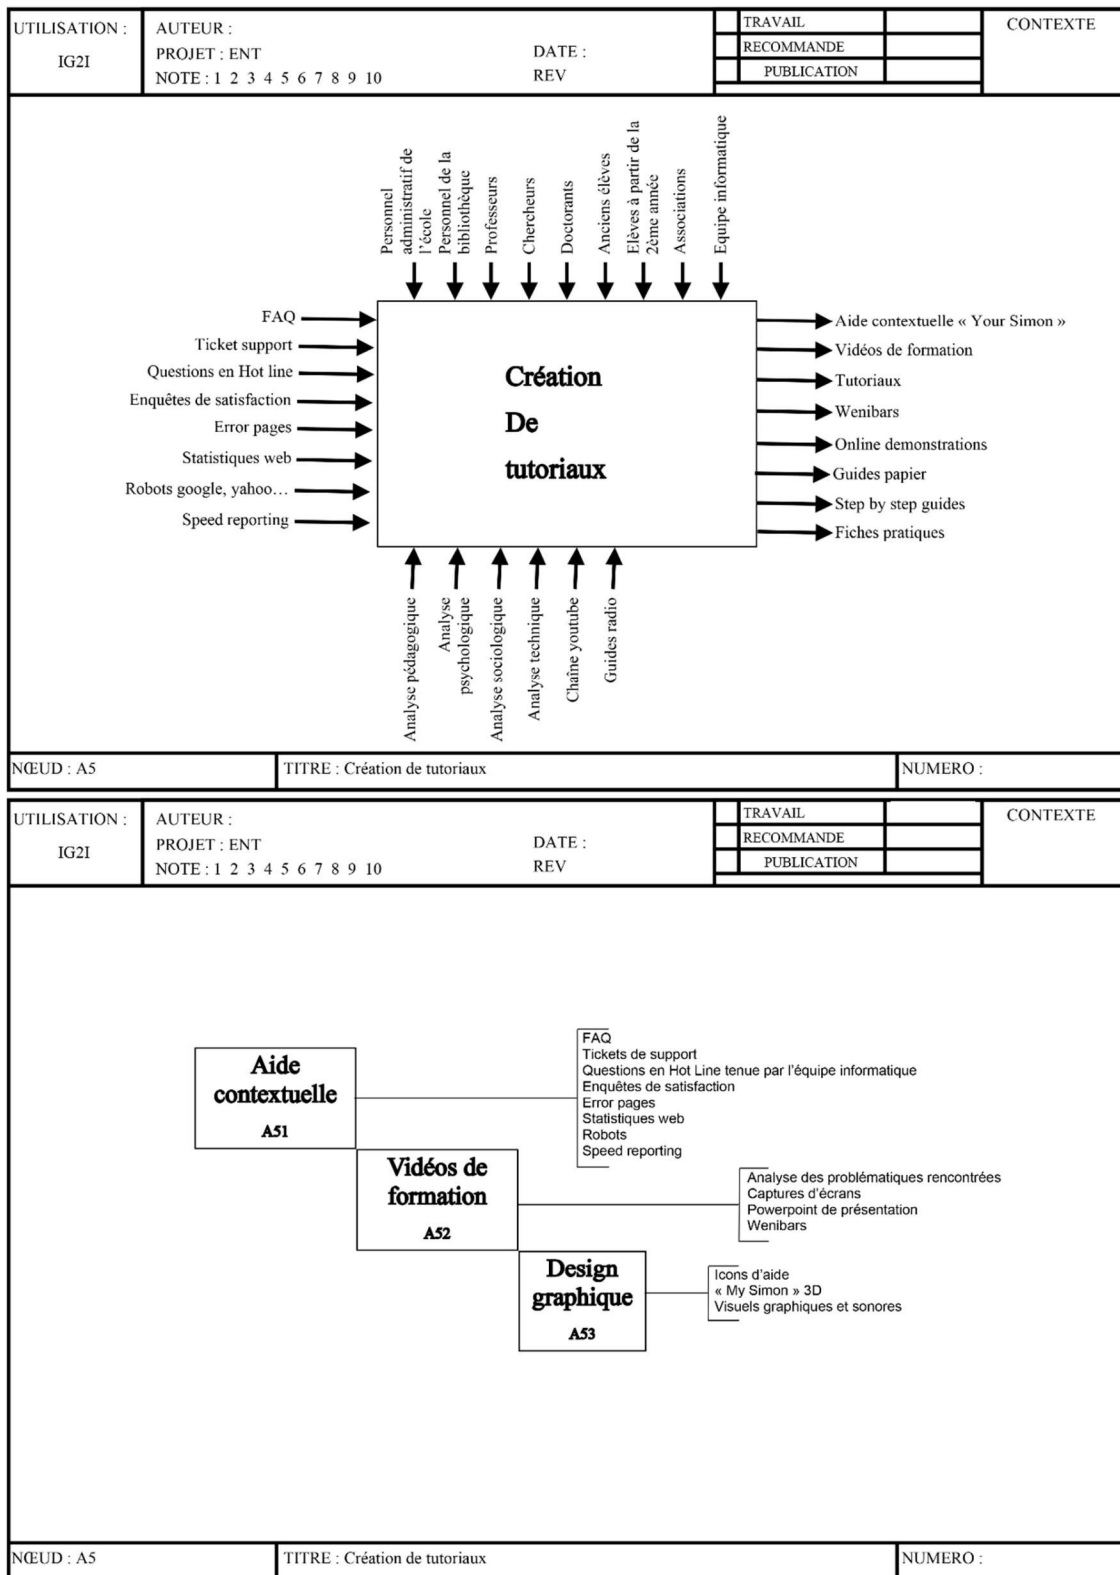 UTILISATION :
IG2I
AUTEUR :
PROJET : ENT
NOTE : 1 2 3 4 5 6 7 8 9 10
DATE :
REV
TRAVAIL
RECOMMANDE
PUBLICATION
CONTEXTE
Personnel
administratif de
l'école
Personnel de la
bibliothèque
Professeurs
Chercheurs
Doctorants
Anciens élèves
Elèves à partir de la
2ème année
Associations
Equipe informatique
FAQ
Ticket support
Questions en Hot line
Enquêtes de satisfaction
Error pages
Statistiques web
Robots google, yahoo…
Speed reporting
Création
De
tutoriaux
Aide contextuelle « Your Simon »
Vidéos de formation
Tutoriaux
Wenibars
Online demonstrations
Guides papier
Step by step guides
Fiches pratiques
Analyse pédagogique
Analyse
psychologique
Analyse sociologique
Analyse technique
Chaîne youtube
Guides radio
NŒUD : A5
TITRE : Création de tutoriaux
NUMERO :
UTILISATION :
IG2I
AUTEUR :
PROJET : ENT
NOTE : 1 2 3 4 5 6 7 8 9 10
DATE :
REV
TRAVAIL
RECOMMANDE
PUBLICATION
CONTEXTE
Aide
contextuelle
A51
FAQ
Tickets de support
Questions en Hot Line tenue par l'équipe informatique
Enquêtes de satisfaction
Error pages
Statistiques web
Robots
Speed reporting
Vidéos de
formation
A52
Analyse des problématiques rencontrées
Captures d'écrans
Powerpoint de présentation
Wenibars
Design
graphique
A53
Icons d'aide
« My Simon » 3D
Visuels graphiques et sonores
NŒUD : A5
TITRE : Création de tutoriaux
NUMERO :